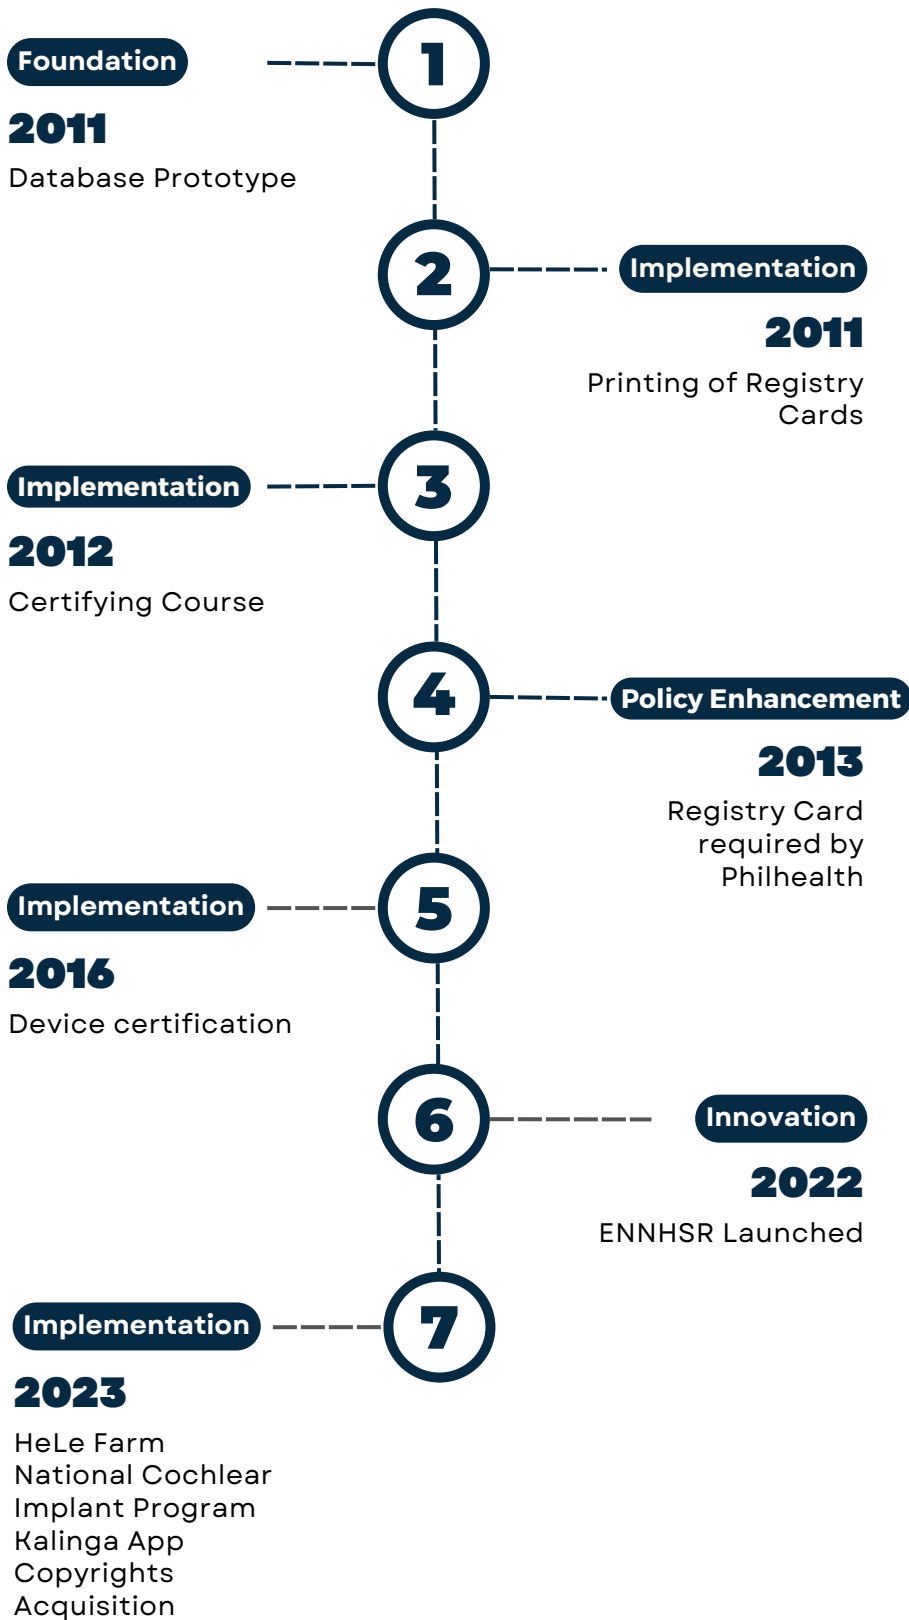 1
Foundation
2011
Database Prototype
2
Implementation
2011
Printing of Registry
Cards
3
Implementation
2012
Certifying Course
4
Policy Enhancement
2013
Registry Card
required by
Philhealth
5
Implementation
2016
Device certification
6
Innovation
2022
ENNHSR Launched
7
Implementation
2023
HeLe Farm
National Cochlear
Implant Program
Kalinga App
Copyrights
Acquisition